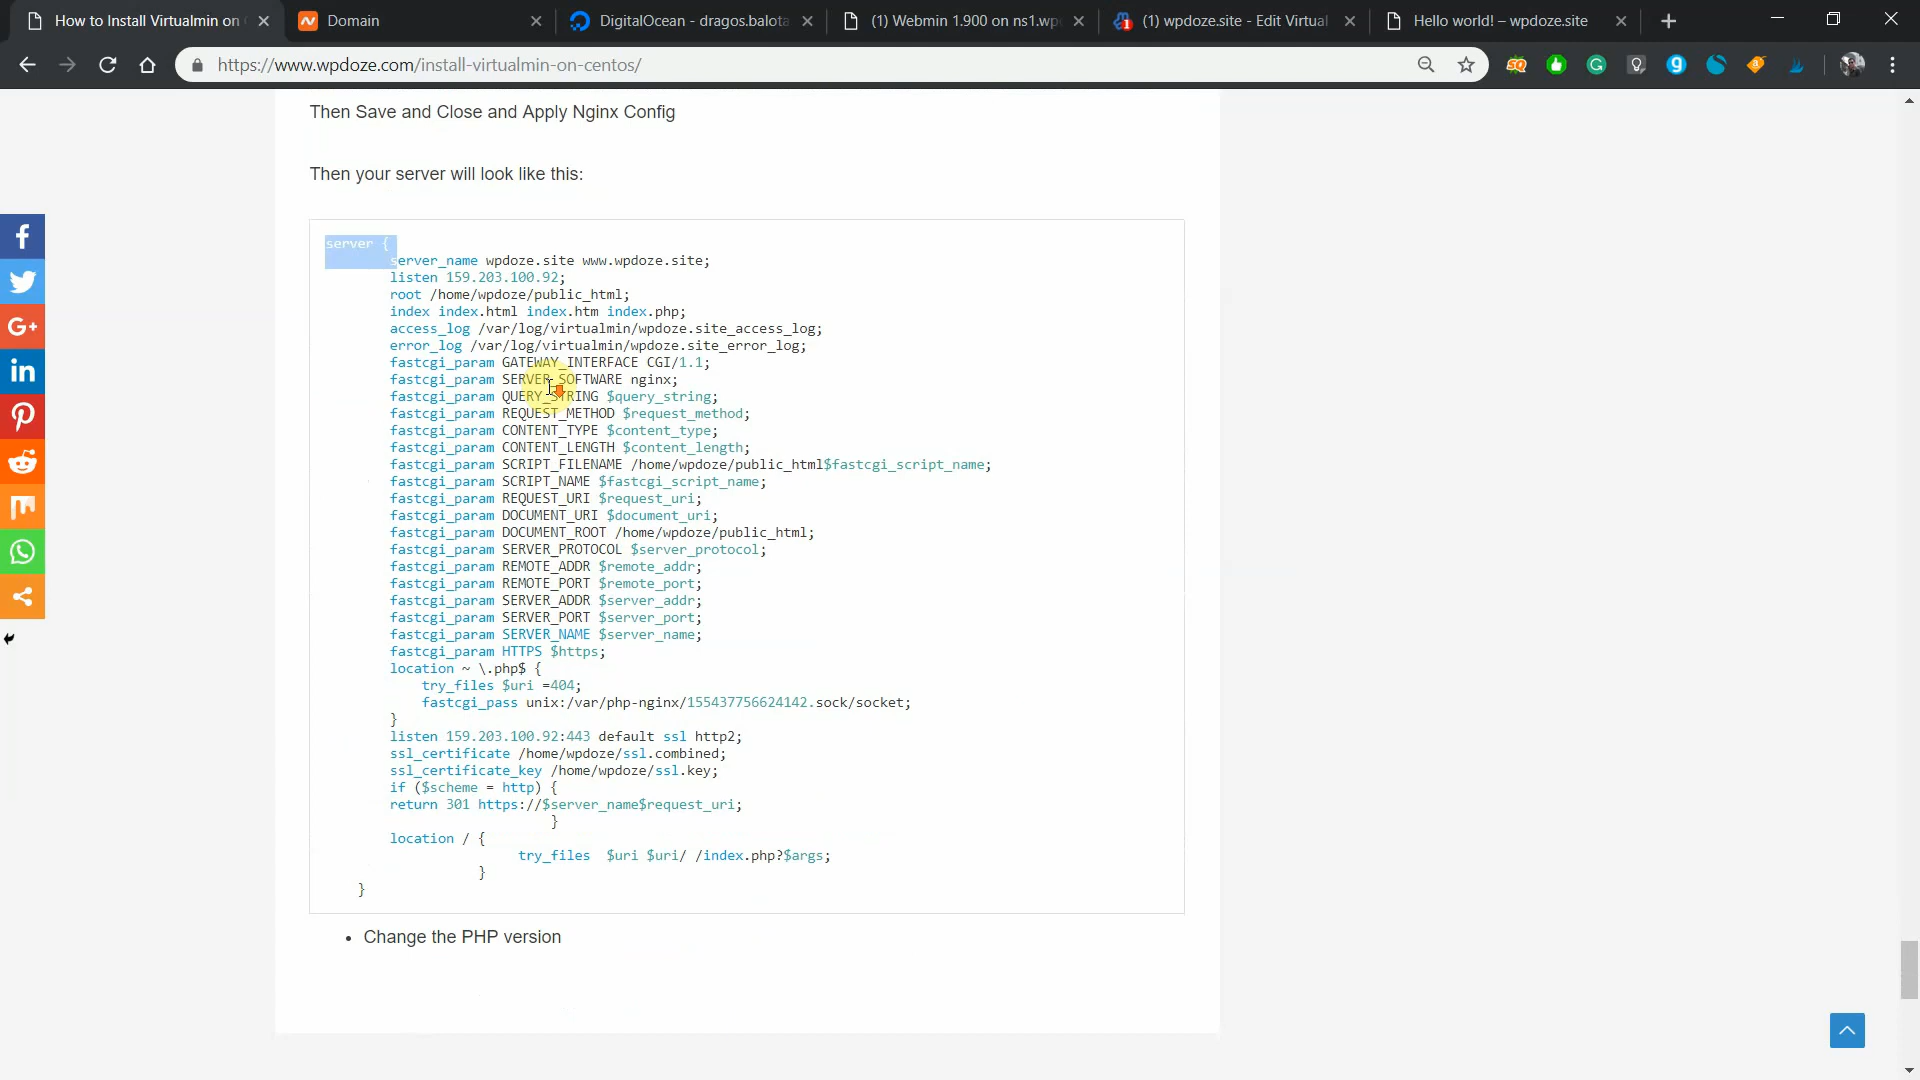 How to Install Virtualmin on
Domain
DigitalOcean - dragos.balota
(1) Webmin 1.900 on ns1.wp
(1) wpdoze.site - Edit Virtual
Hello world! – wpdoze.site
https://www.wpdoze.com/install-virtualmin-on-centos/
Then Save and Close and Apply Nginx Config
Then your server will look like this:
server {
server_name wpdoze.site www.wpdoze.site;
listen 159.203.100.92;
root /home/wpdoze/public_html;
index index.html index.htm index.php;
access_log /var/log/virtualmin/wpdoze.site_access_log;
error_log /var/log/virtualmin/wpdoze.site_error_log;
fastcgi_param GATEWAY_INTERFACE CGI/1.1;
fastcgi_param SERVER_SOFTWARE nginx;
fastcgi_param QUERY_STRING $query_string;
fastcgi_param REQUEST_METHOD $request_method;
fastcgi_param CONTENT_TYPE $content_type;
fastcgi_param CONTENT_LENGTH $content_length;
fastcgi_param SCRIPT_FILENAME /home/wpdoze/public_html$fastcgi_script_name;
fastcgi_param SCRIPT_NAME $fastcgi_script_name;
fastcgi_param REQUEST_URI $request_uri;
fastcgi_param DOCUMENT_URI $document_uri;
fastcgi_param DOCUMENT_ROOT /home/wpdoze/public_html;
fastcgi_param SERVER_PROTOCOL $server_protocol;
fastcgi_param REMOTE_ADDR $remote_addr;
fastcgi_param REMOTE_PORT $remote_port;
fastcgi_param SERVER_ADDR $server_addr;
fastcgi_param SERVER_PORT $server_port;
fastcgi_param SERVER_NAME $server_name;
fastcgi_param HTTPS $https;
location ~ \.php$ {
try_files $uri =404;
fastcgi_pass unix:/var/php-nginx/155437756624142.sock/socket;
}
listen 159.203.100.92:443 default ssl http2;
ssl_certificate /home/wpdoze/ssl.combined;
ssl_certificate_key /home/wpdoze/ssl.key;
if ($scheme = http) {
return 301 https://$server_name$request_uri;
}
location / {
try_files $uri $uri/ /index.php?$args;
}
}
• Change the PHP version